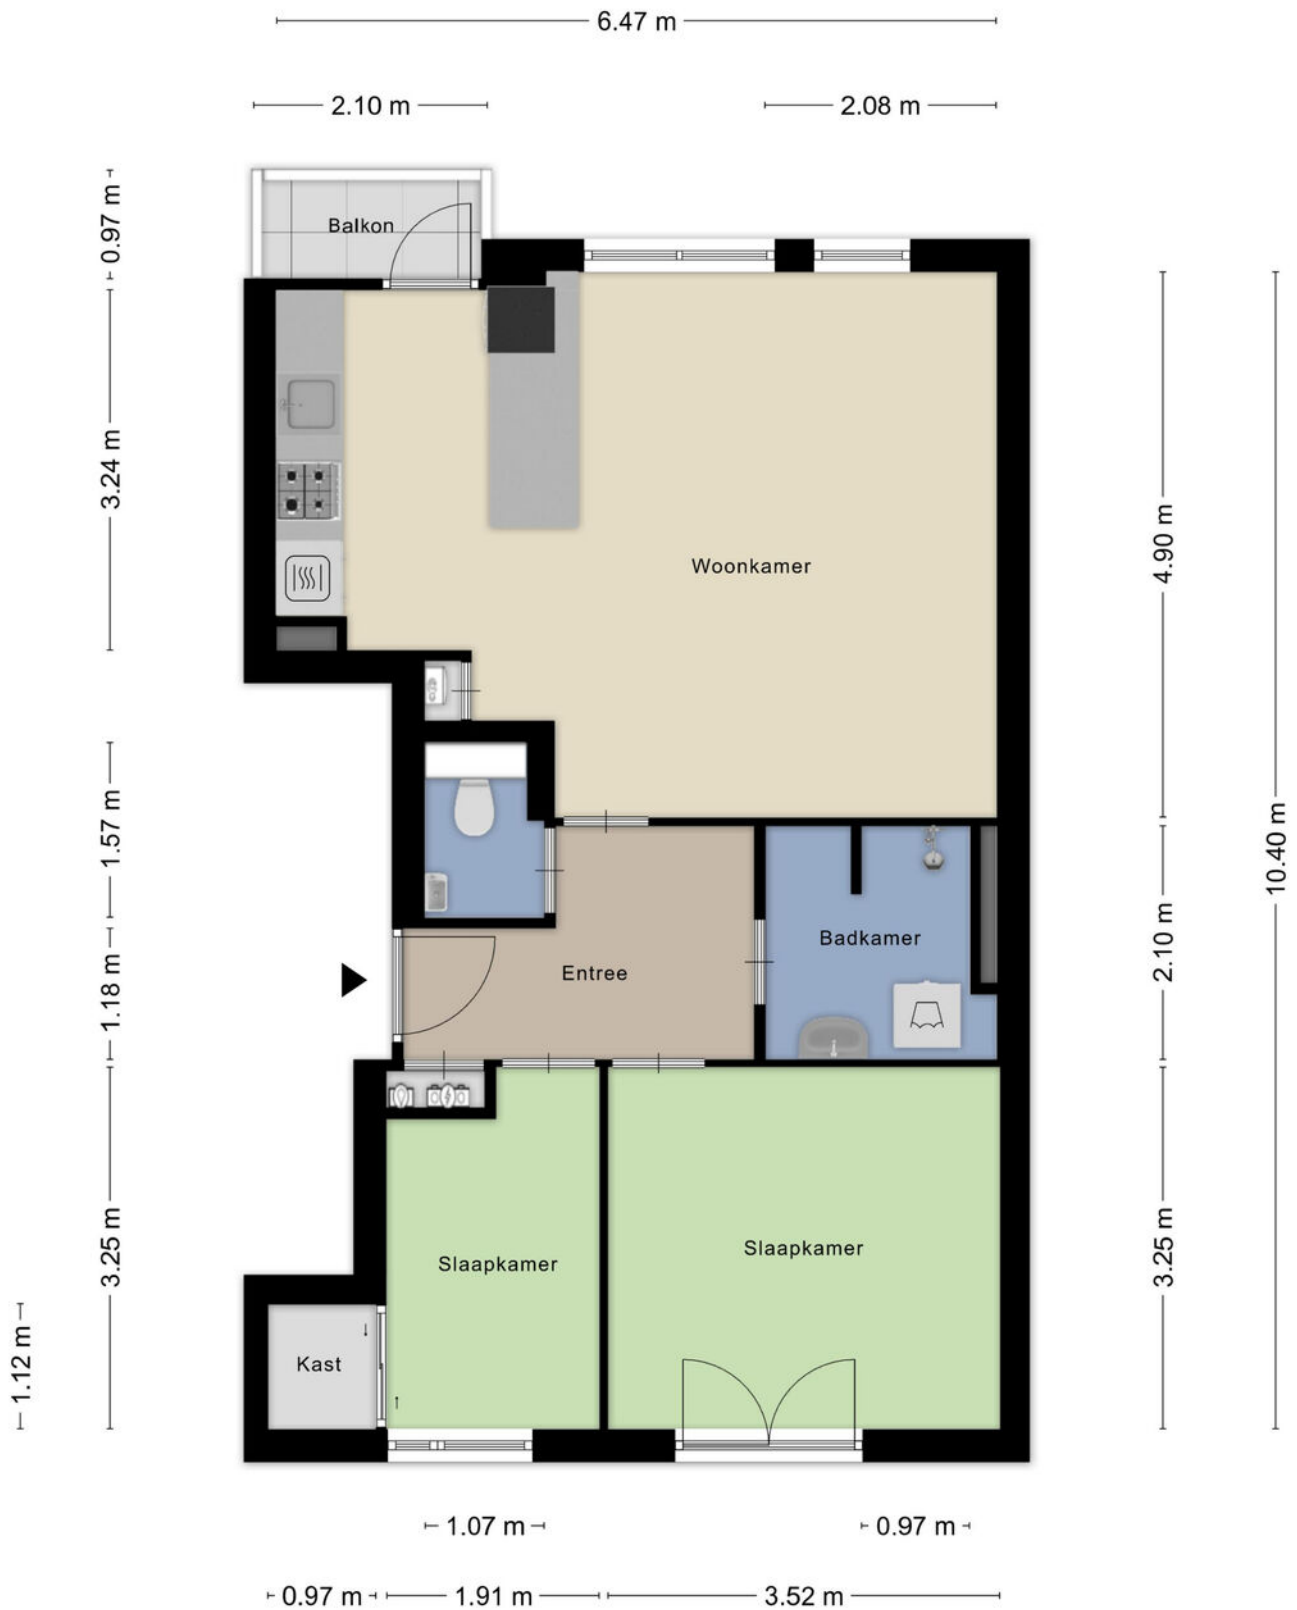 6.47 m
2.10 m
2.08 m
0.97 m
Balkon
3.24 m
4.90 m
Woonkamer
1.57 m
10.40 m
Badkamer
2.10 m
Entree
1.18 m
3.25 m
3.25 m
Slaapkamer
Slaapkamer
Kast
1.12 m
1.07 m
0.97 m
0.97 m
1.91 m
3.52 m